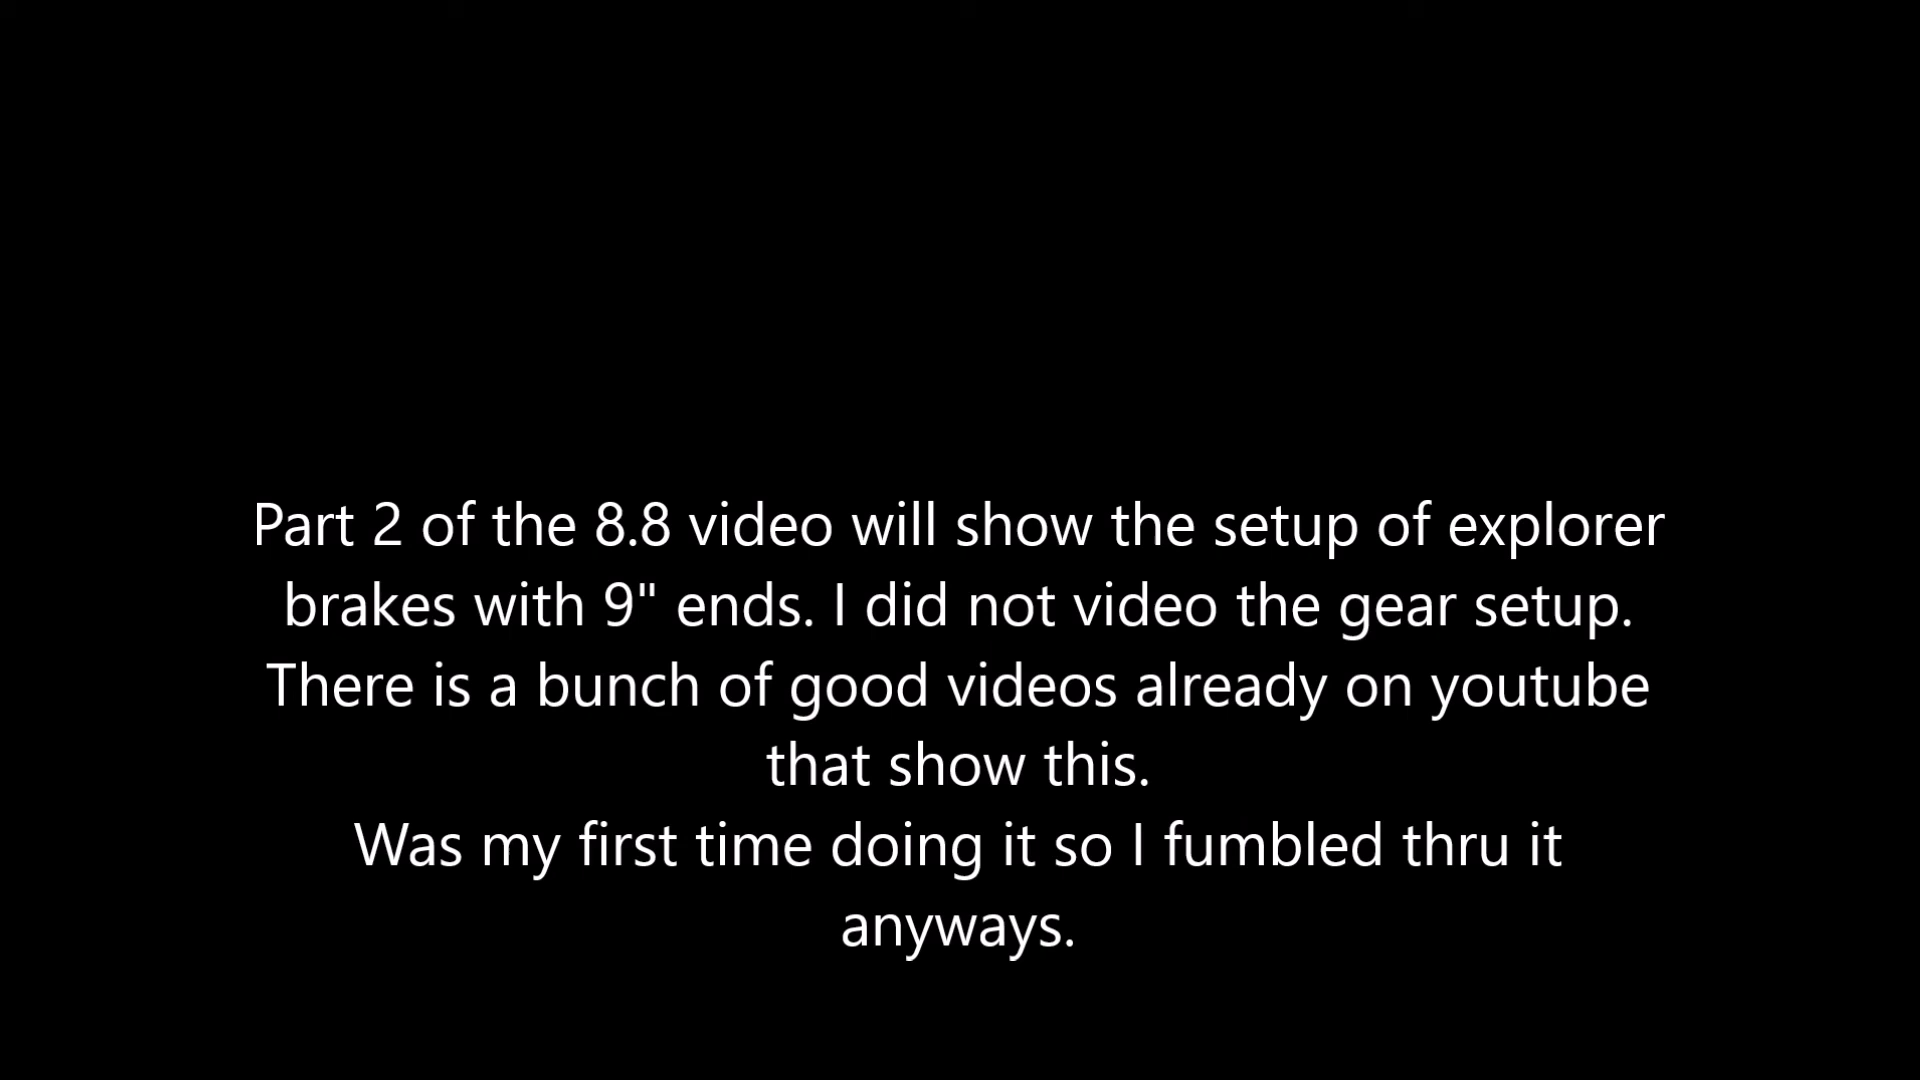 Part 2 of the 8.8 video will show the setup of explorer
brakes with 9" ends. I did not video the gear setup.
There is a bunch of good videos already on youtube
that show this.
Was my first time doing it so I fumbled thru it
anyways.